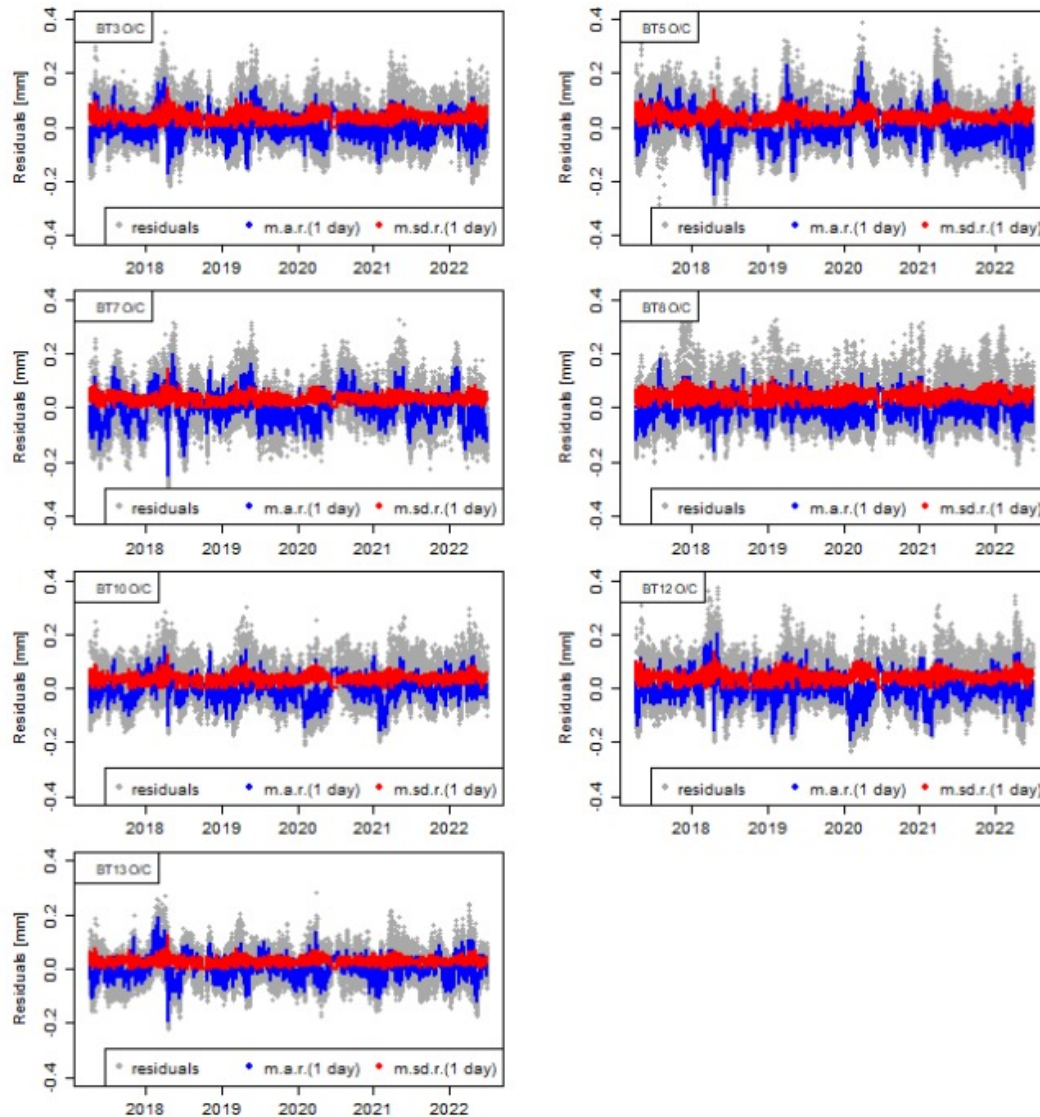 BT3 O/C
Residuals [mm]
0.4
0.2
0.0
-0.2
-0.4
residuals m.a.r.(1 day) m.sd.r.(1 day)
2018 2019 2020 2021 2022
BT5 O/C
Residuals [mm]
0.4
0.2
0.0
-0.2
-0.4
residuals m.a.r.(1 day) m.sd.r.(1 day)
2018 2019 2020 2021 2022
BT7 O/C
Residuals [mm]
0.4
0.2
0.0
-0.2
-0.4
residuals m.a.r.(1 day) m.sd.r.(1 day)
2018 2019 2020 2021 2022
BT8 O/C
Residuals [mm]
0.4
0.2
0.0
-0.2
-0.4
residuals m.a.r.(1 day) m.sd.r.(1 day)
2018 2019 2020 2021 2022
BT10 O/C
Residuals [mm]
0.4
0.2
0.0
-0.2
-0.4
residuals m.a.r.(1 day) m.sd.r.(1 day)
2018 2019 2020 2021 2022
BT12 O/C
Residuals [mm]
0.4
0.2
0.0
-0.2
-0.4
residuals m.a.r.(1 day) m.sd.r.(1 day)
2018 2019 2020 2021 2022
BT13 O/C
Residuals [mm]
0.4
0.2
0.0
-0.2
-0.4
residuals m.a.r.(1 day) m.sd.r.(1 day)
2018 2019 2020 2021 2022